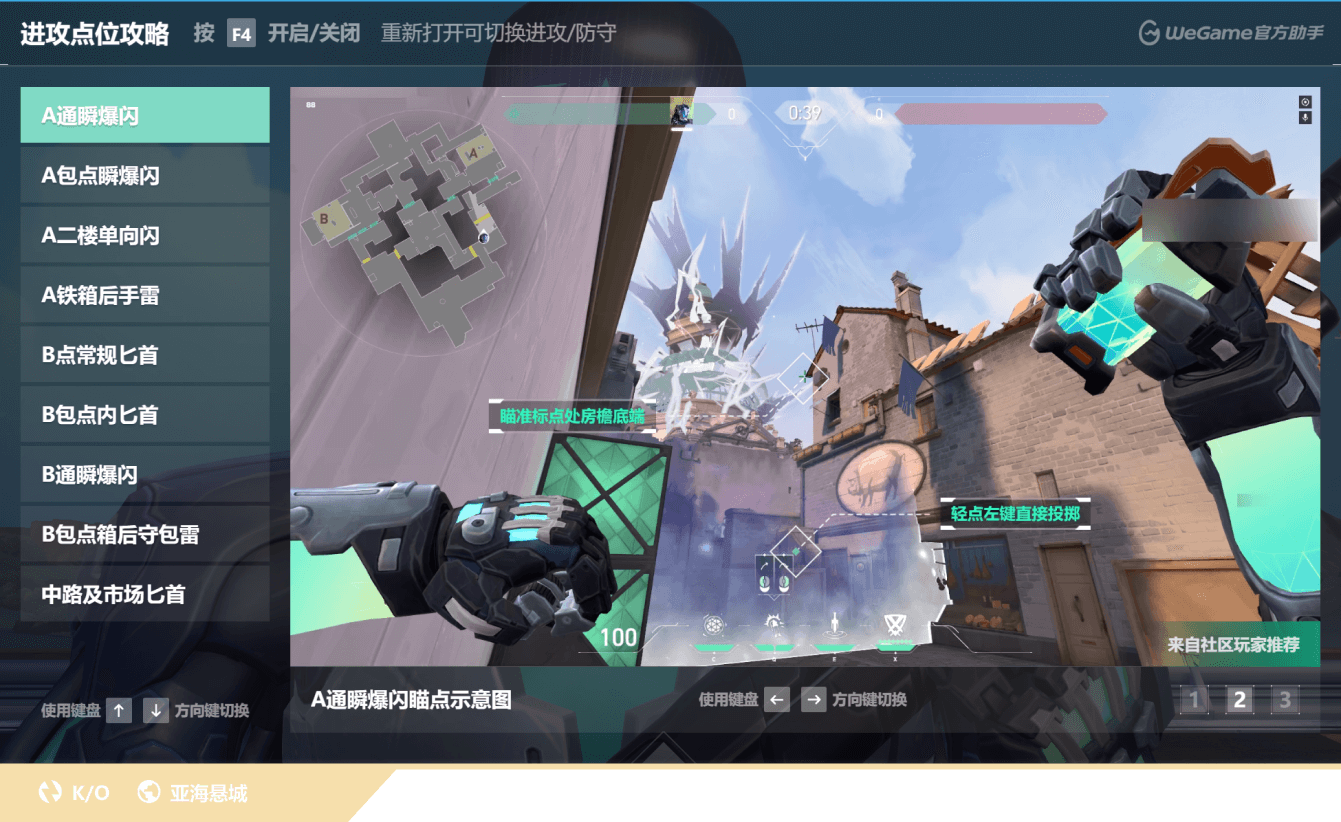 进攻点位攻略 按 F4 开启/关闭 重新打开可切换进攻/防守
WeGame官方助手
A通瞬爆闪
A包点瞬爆闪
A二楼单向闪
A铁箱后手雷
B点常规匕首
B包点内匕首
B通瞬爆闪
B包点箱后守包雷
中路及市场匕首
使用键盘 ↑ ↓ 方向键切换
88
0 0:39 0
A
B
瞄准标点处房檐底端
轻点左键直接投掷
100
C Q E X
来自社区玩家推荐
A通瞬爆闪瞄点示意图
使用键盘 ← → 方向键切换
1 2 3
K/O 亚海悬城